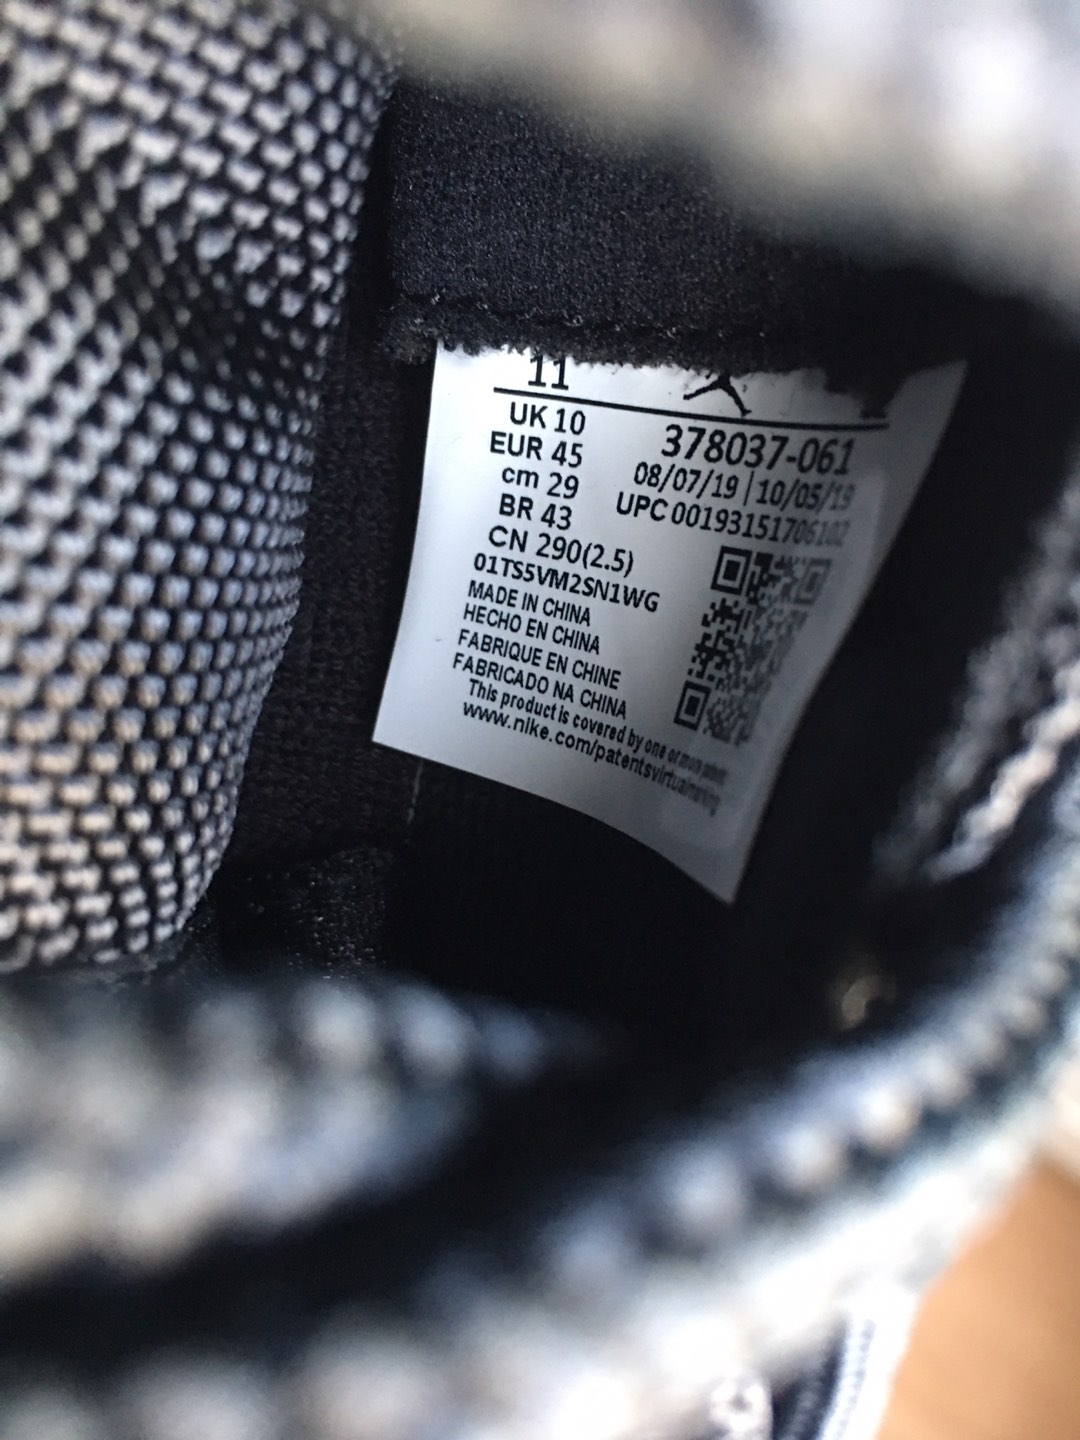 11
UK 10
EUR 45
cm 29
BR 43
CN 290(2.5)
378037-061
08/07/19 | 10/05/19
UPC 00193151706102
01TS5VM2SN1WG
MADE IN CHINA
HECHO EN CHINA
FABRIQUE EN CHINE
FABRICADO NA CHINA
This product is covered by one or more patents:
www.nike.com/patentsvirtualmarking